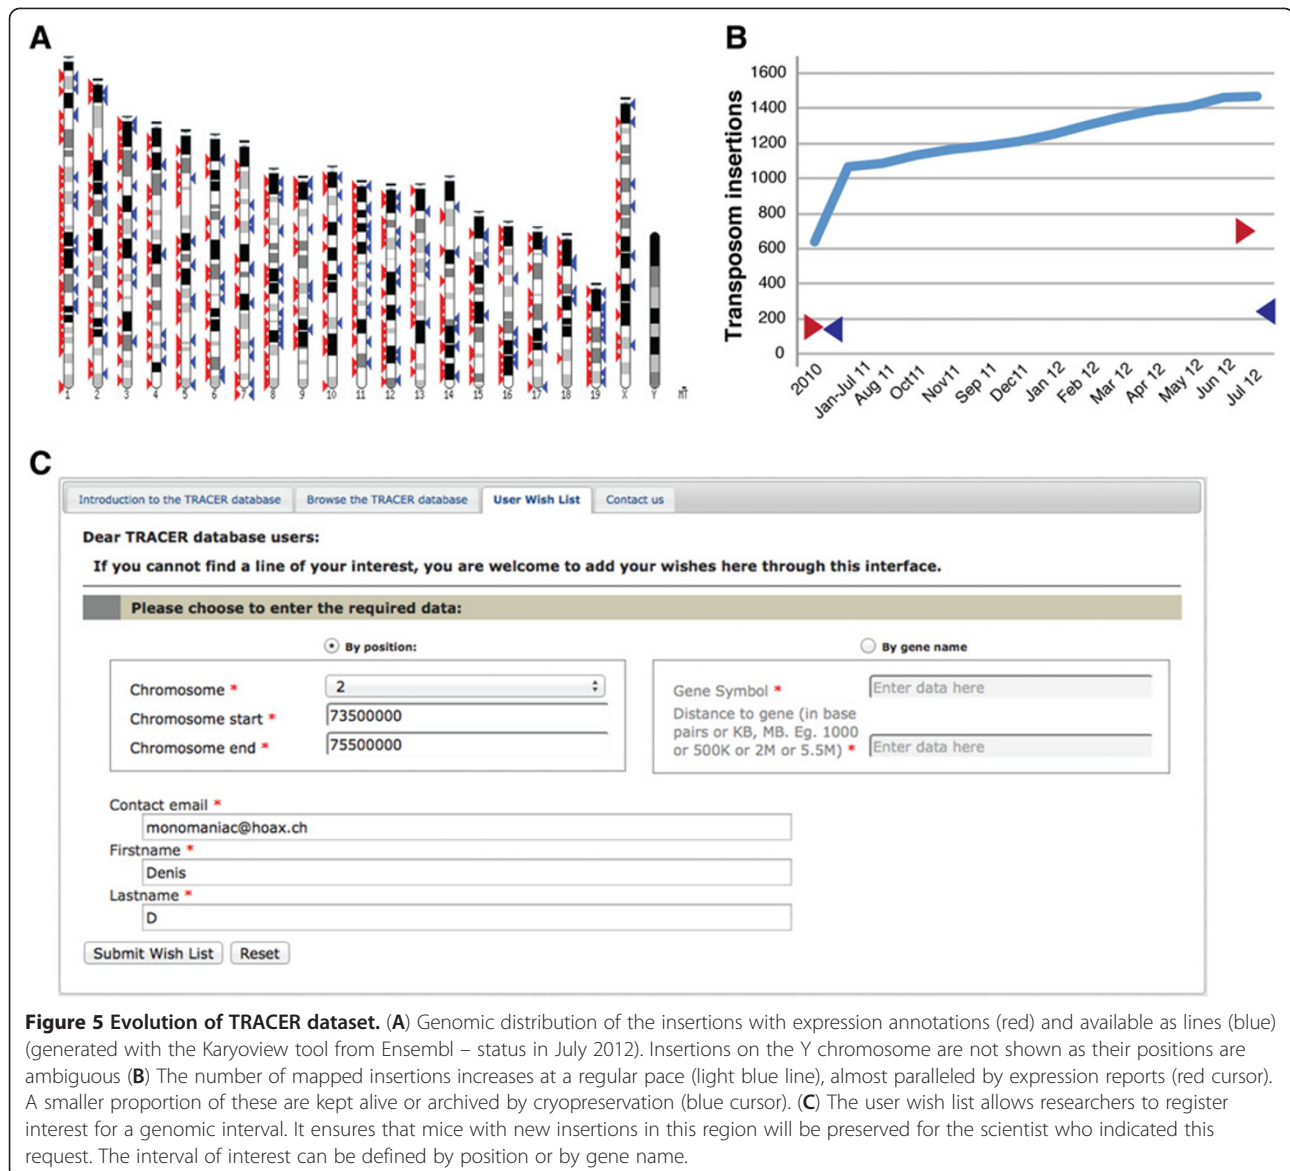 A
1 2 3 4 5 6 7 8 9 10 11 12 13 14 15 16 17 18 19 X Y MT
B
Transposom insertions
1600
1400
1200
1000
800
600
400
200
0
2010
Jan-Jul 11
Aug 11
Oct11
Nov11
Sep 11
Dec11
Jan 12
Feb 12
Mar 12
Apr 12
May 12
Jun 12
Jul 12
C
Introduction to the TRACER database Browse the TRACER database User Wish List Contact us
Dear TRACER database users:
If you cannot find a line of your interest, you are welcome to add your wishes here through this interface.
Please choose to enter the required data:
By position:
Chromosome * 2
Chromosome start * 73500000
Chromosome end * 75500000
By gene name
Gene Symbol * Enter data here
Distance to gene (in base
pairs or KB, MB. Eg. 1000
or 500K or 2M or 5.5M) * Enter data here
Contact email *
monomaniac@hoax.ch
Firstname *
Denis
Lastname *
D
Submit Wish List Reset
Figure 5 Evolution of TRACER dataset. (A) Genomic distribution of the insertions with expression annotations (red) and available as lines (blue)
(generated with the Karyoview tool from Ensembl – status in July 2012). Insertions on the Y chromosome are not shown as their positions are
ambiguous (B) The number of mapped insertions increases at a regular pace (light blue line), almost paralleled by expression reports (red cursor).
A smaller proportion of these are kept alive or archived by cryopreservation (blue cursor). (C) The user wish list allows researchers to register
interest for a genomic interval. It ensures that mice with new insertions in this region will be preserved for the scientist who indicated this
request. The interval of interest can be defined by position or by gene name.